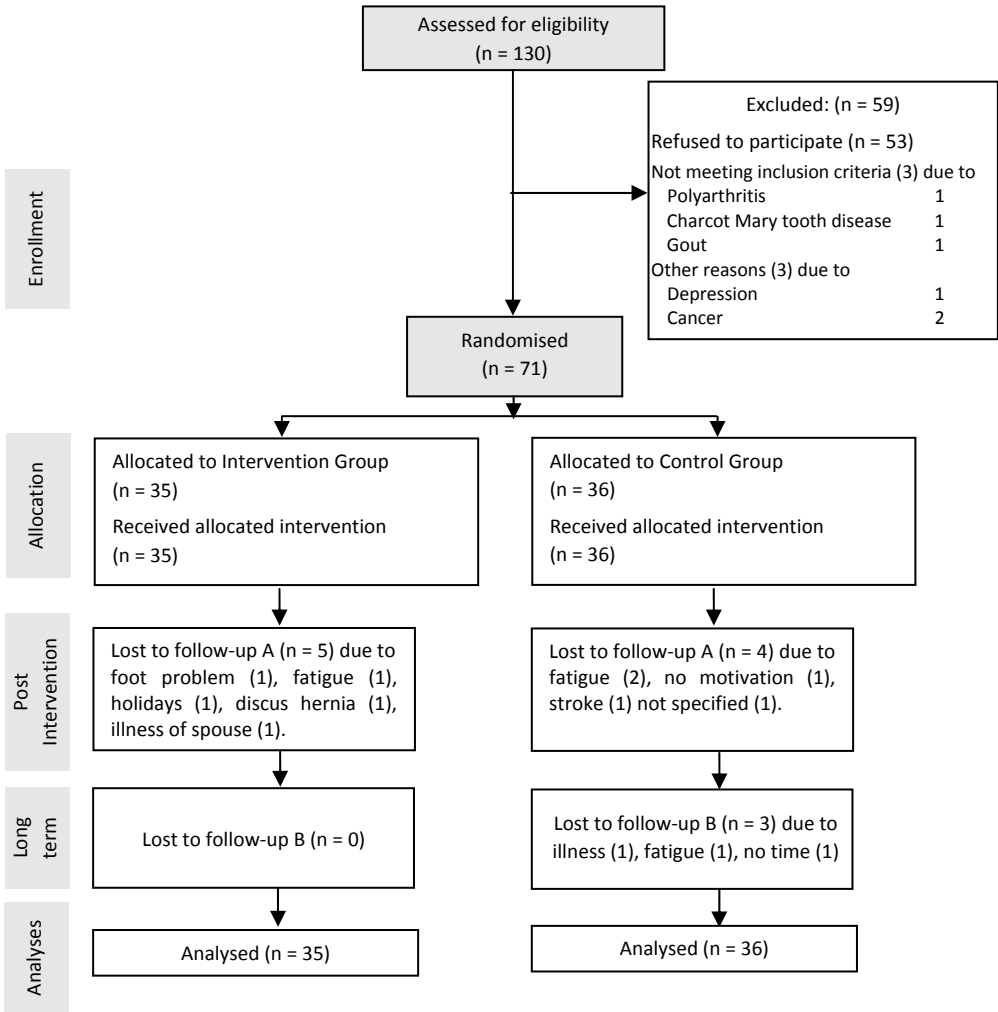 Assessed for eligibility
(n = 130)
Excluded: (n = 59)
Refused to participate (n = 53)
Not meeting inclusion criteria (3) due to
Polyarthritis 1
Charcot Mary tooth disease 1
Gout 1
Other reasons (3) due to
Depression 1
Cancer 2
Enrollment
Randomised
(n = 71)
Allocation
Allocated to Intervention Group
(n = 35)
Received allocated intervention
(n = 35)
Allocated to Control Group
(n = 36)
Received allocated intervention
(n = 36)
Post
Intervention
Lost to follow-up A (n = 5) due to
foot problem (1), fatigue (1),
holidays (1), discus hernia (1),
illness of spouse (1).
Lost to follow-up A (n = 4) due to
fatigue (2), no motivation (1),
stroke (1) not specified (1).
Long
term
Lost to follow-up B (n = 0)
Lost to follow-up B (n = 3) due to
illness (1), fatigue (1), no time (1)
Analyses
Analysed (n = 35)
Analysed (n = 36)